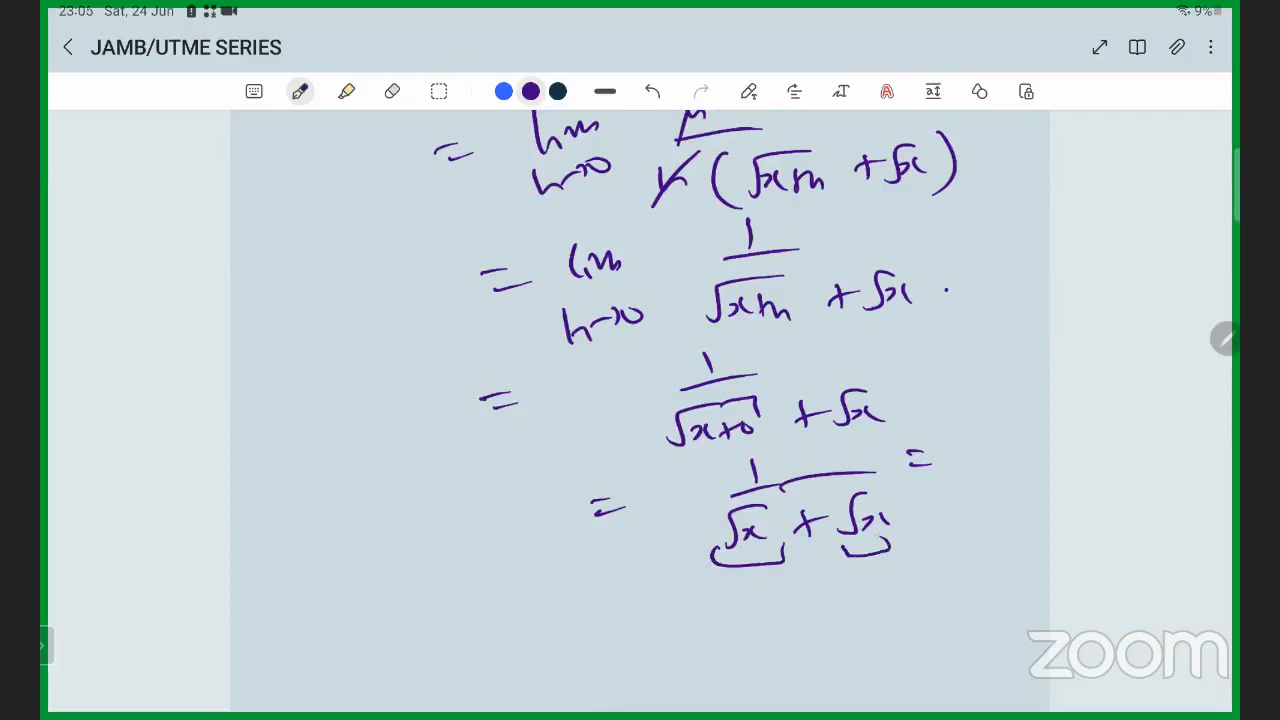 23:05 Sat, 24 Jun 9%
JAMB/UTME SERIES
= lim h→0 h / h(√x+h + √x)
= lim h→0 1 / √x+h + √x .
= 1 / √x+0 + √x
= 1 / √x + √x =
zoom